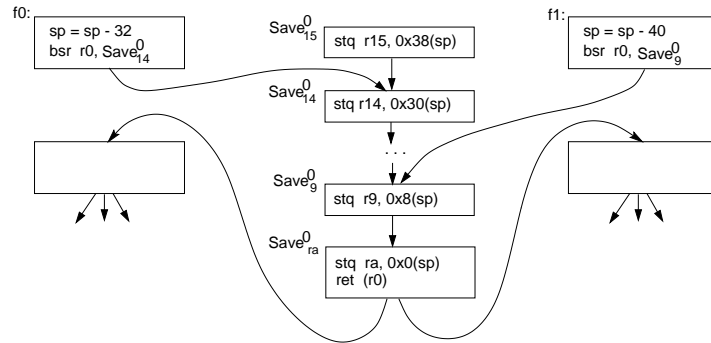 f0:
sp = sp - 32
bsr r0, Save⁰₁₄
Save⁰₁₅
stq r15, 0x38(sp)
f1:
sp = sp - 40
bsr r0, Save⁰₉
Save⁰₁₄
stq r14, 0x30(sp)
. . .
Save⁰₉
stq r9, 0x8(sp)
Save⁰ᵣₐ
stq ra, 0x0(sp)
ret (r0)